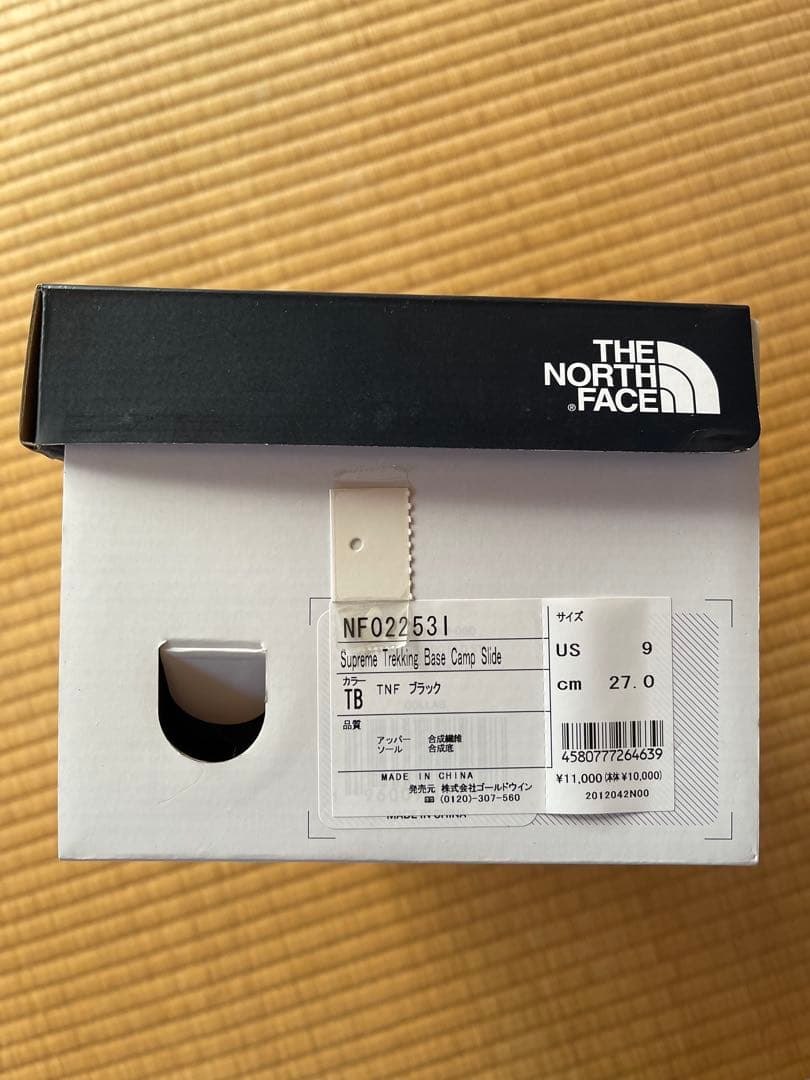 THE
NORTH
® FACE
NF02253I
Supreme Trekking Base Camp Slide
カラー
TB TNF ブラック
品質
アッパー 合成繊維
ソール 合成底
MADE IN CHINA
発売元 株式会社ゴールドウイン
(0120)-307-560
MADE IN CHINA
サイズ
US 9
cm 27.0
4580777264639
¥11,000(本体¥10,000)
2012042N00